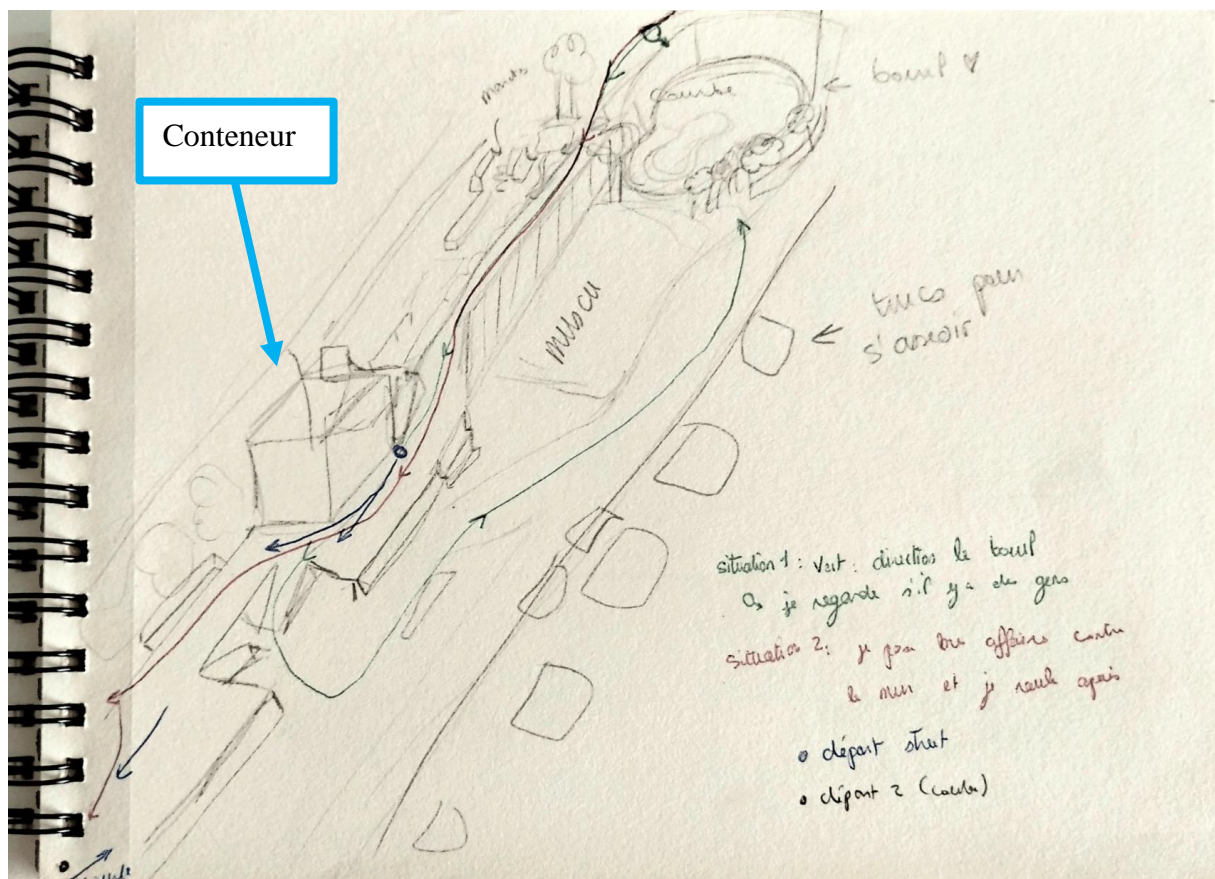 Conteneur
bowl ♥
courbe
muscu
trucs pour
s'asseoir
situation 1 : vert : direction le bowl
je regarde s'il y a des gens
situation 2 : je pose mes affaires contre
le mur et je roule après
départ street
départ 2 (courbe)